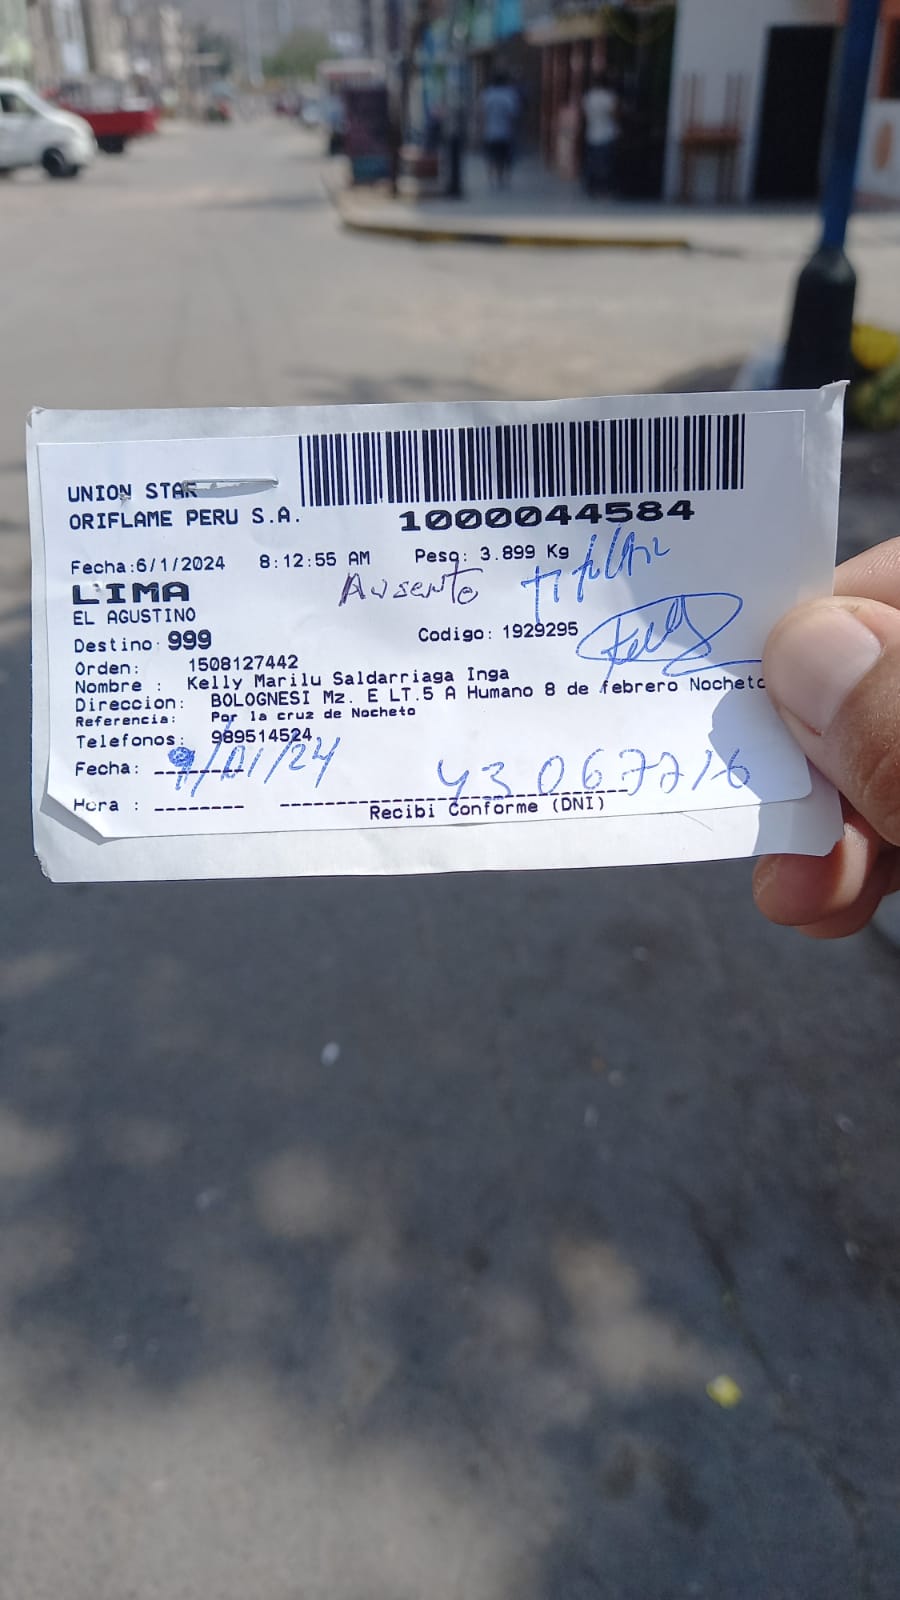 UNION STAR
ORIFLAME PERU S.A.
1000044584
Fecha:6/1/2024 8:12:55 AM Peso: 3.899 Kg
LIMA
Ausente
EL AGUSTINO
Destino: 999 Codigo: 1929295
Orden: 1508127442
Nombre : Kelly Marilu Saldarriaga Inga
Direccion: BOLOGNESI Mz. E LT.5 A Humano 8 de febrero Nocheto
Referencia: Por la cruz de Nocheto
Telefonos: 989514524
Fecha: 9/01/24
Hora : -------- --------------------------------
Recibi Conforme (DNI)